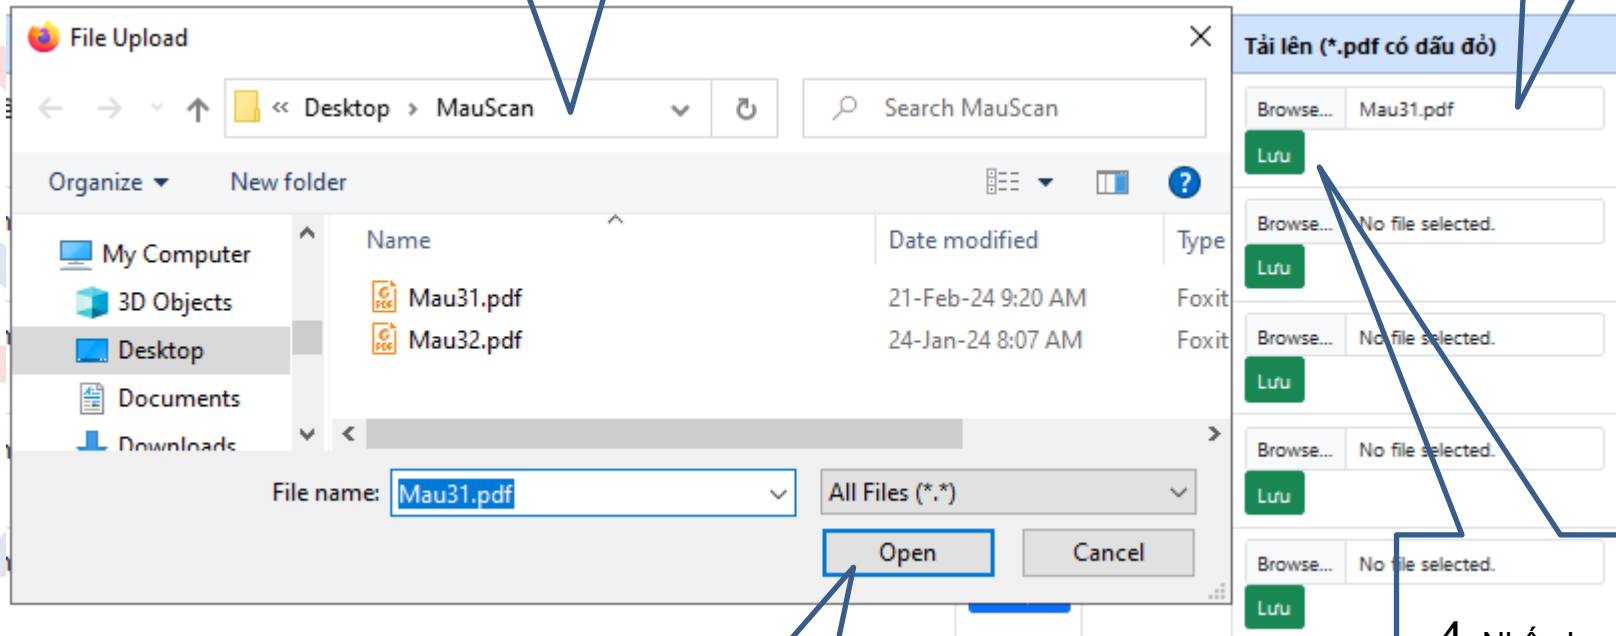 File Upload
Tải lên (*.pdf có dấu đỏ)
« Desktop › MauScan
Search MauScan
Browse... Mau31.pdf
Lưu
Organize New folder
?
Name Date modified Type
Browse... No file selected.
Lưu
My Computer
3D Objects
Desktop
Documents
Downloads
Mau31.pdf 21-Feb-24 9:20 AM Foxit
Mau32.pdf 24-Jan-24 8:07 AM Foxit
Browse... No file selected.
Lưu
Browse... No file selected.
Lưu
File name: Mau31.pdf All Files (*.*)
Open Cancel
Browse... No file selected.
Lưu
4. Nhấn